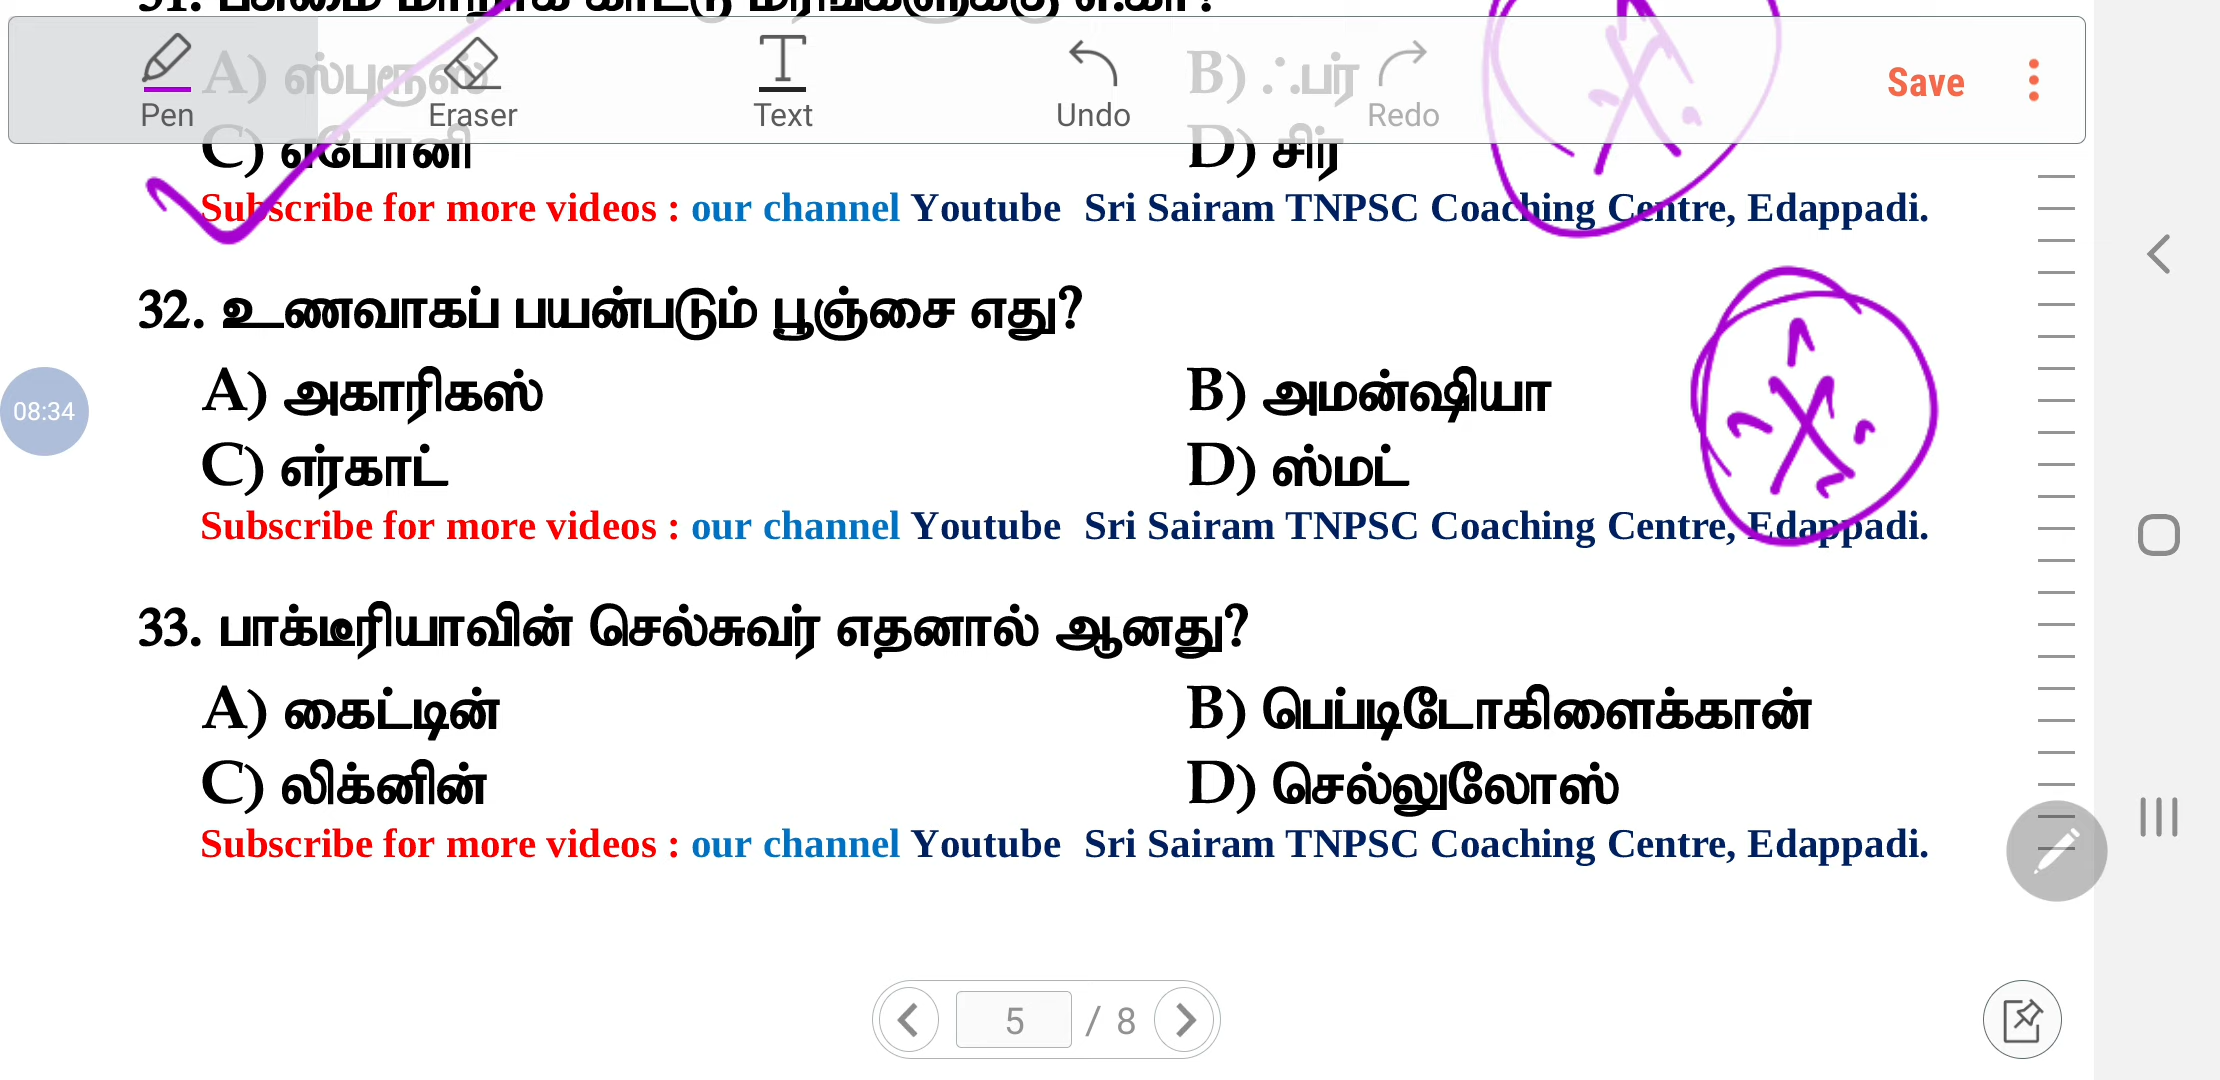 Pen Eraser Text Undo Redo Save
A) ஸ்புரூஸ் B) ஃபர்
C) எபோனி D) சிர்
Subscribe for more videos : our channel Youtube Sri Sairam TNPSC Coaching Centre, Edappadi.
32. உணவாகப் பயன்படும் பூஞ்சை எது?
A) அகாரிகஸ் B) அமன்ஷியா
08:34
C) எர்காட் D) ஸ்மட்
Subscribe for more videos : our channel Youtube Sri Sairam TNPSC Coaching Centre, Edappadi.
33. பாக்டீரியாவின் செல்சுவர் எதனால் ஆனது?
A) கைட்டின் B) பெப்டிடோகிளைக்கான்
C) லிக்னின் D) செல்லுலோஸ்
Subscribe for more videos : our channel Youtube Sri Sairam TNPSC Coaching Centre, Edappadi.
5 / 8